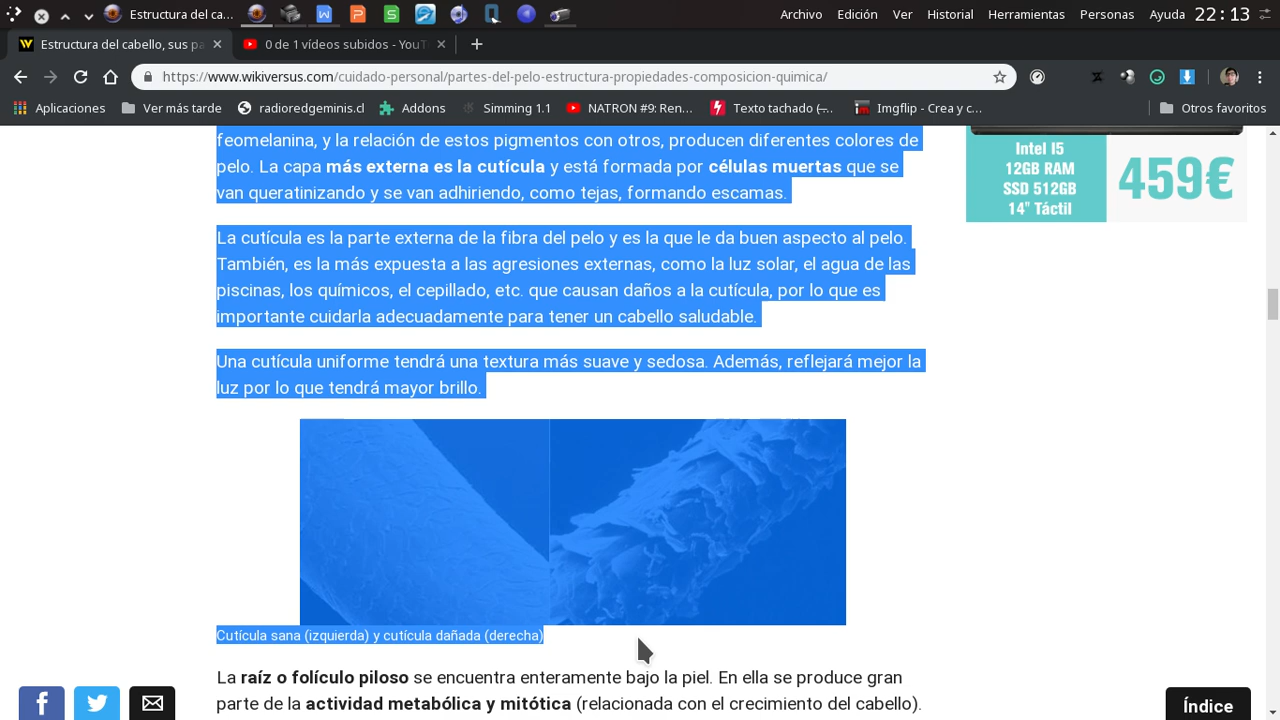 Estructura del ca...
Archivo Edición Ver Historial Herramientas Personas Ayuda 22:13
Estructura del cabello, sus pa
0 de 1 vídeos subidos - YouT
https://www.wikiversus.com/cuidado-personal/partes-del-pelo-estructura-propiedades-composicion-quimica/
Aplicaciones Ver más tarde radioredgeminis.cl Addons Simming 1.1 NATRON #9: Ren... Texto tachado (–... Imgflip - Crea y c... Otros favoritos
feomelanina, y la relación de estos pigmentos con otros, producen diferentes colores de
pelo. La capa más externa es la cutícula y está formada por células muertas que se
van queratinizando y se van adhiriendo, como tejas, formando escamas.
La cutícula es la parte externa de la fibra del pelo y es la que le da buen aspecto al pelo.
También, es la más expuesta a las agresiones externas, como la luz solar, el agua de las
piscinas, los químicos, el cepillado, etc. que causan daños a la cutícula, por lo que es
importante cuidarla adecuadamente para tener un cabello saludable.
Una cutícula uniforme tendrá una textura más suave y sedosa. Además, reflejará mejor la
luz por lo que tendrá mayor brillo.
Cutícula sana (izquierda) y cutícula dañada (derecha)
La raíz o folículo piloso se encuentra enteramente bajo la piel. En ella se produce gran
parte de la actividad metabólica y mitótica (relacionada con el crecimiento del cabello).
Intel I5
12GB RAM
SSD 512GB
14" Táctil
459€
Índice